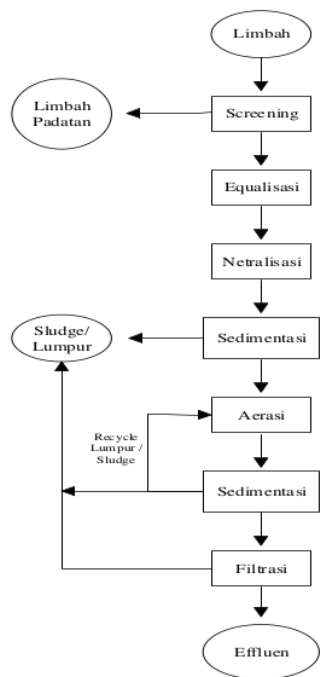 Limbah
Limbah
Padatan
Screening
Equalisasi
Netralisasi
Sludge/
Lumpur
Sedimentasi
Aerasi
Recycle
Lumpur /
Sludge
Sedimentasi
Filtrasi
Effluen